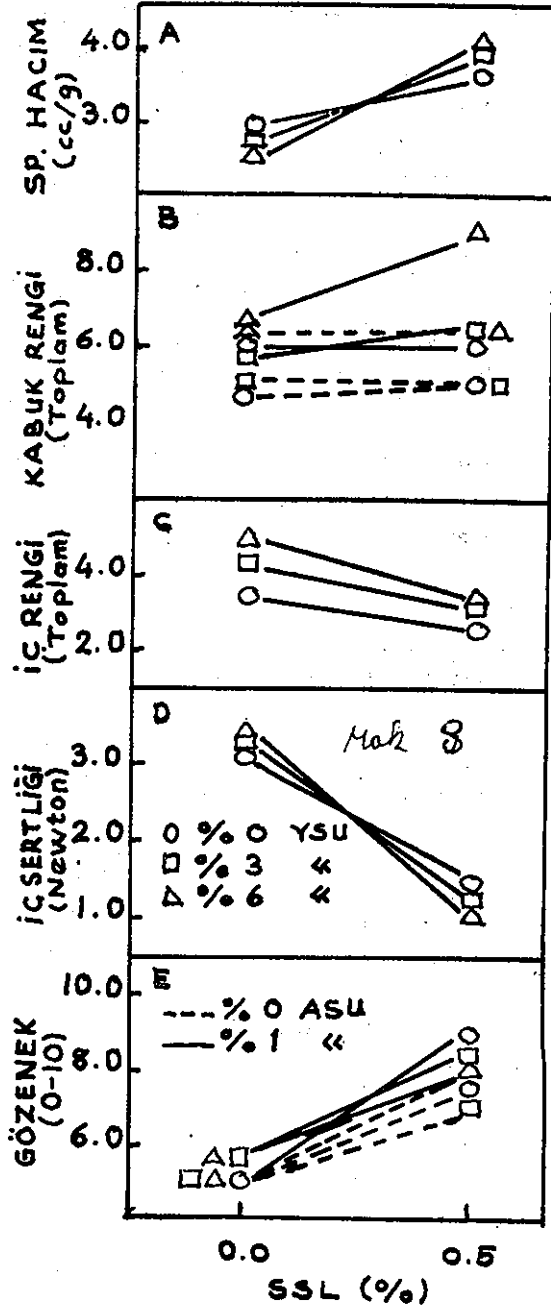 A
SP. HACIM
(cc/g)
4.0
3.0
B
KABUK RENGİ
(Toplam)
8.0
6.0
4.0
C
İÇ RENGİ
(Toplam)
4.0
2.0
D
İÇ SERTLİĞİ
(Newton)
3.0
2.0
1.0
○ % 0 YSU
□ % 3 "
△ % 6 "
E
GÖZENEK
(0-10)
10.0
8.0
6.0
--- % 0 ASU
— % 1 "
0.0 0.5
SSL (%)